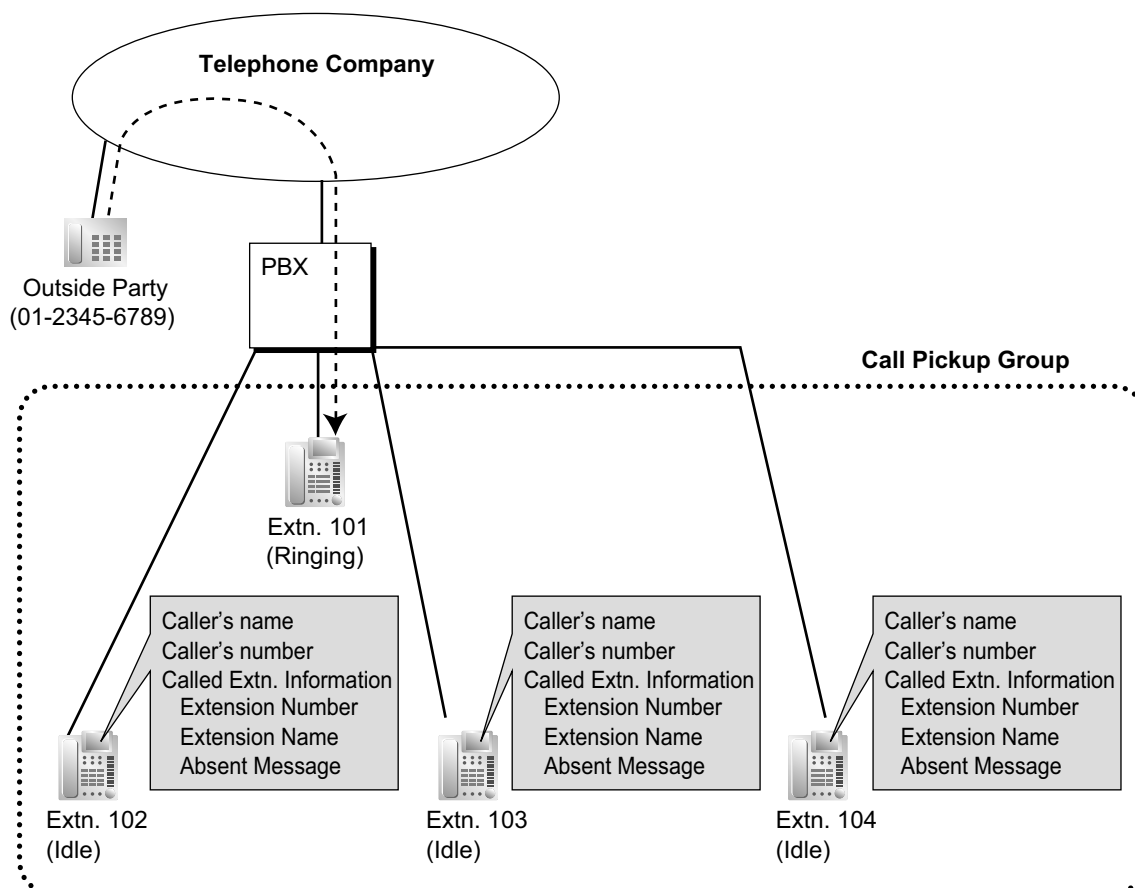 Telephone Company
PBX
Outside Party
(01-2345-6789)
Call Pickup Group
Extn. 101
(Ringing)
Caller’s name
Caller’s number
Called Extn. Information
Extension Number
Extension Name
Absent Message
Extn. 102
(Idle)
Caller’s name
Caller’s number
Called Extn. Information
Extension Number
Extension Name
Absent Message
Extn. 103
(Idle)
Caller’s name
Caller’s number
Called Extn. Information
Extension Number
Extension Name
Absent Message
Extn. 104
(Idle)